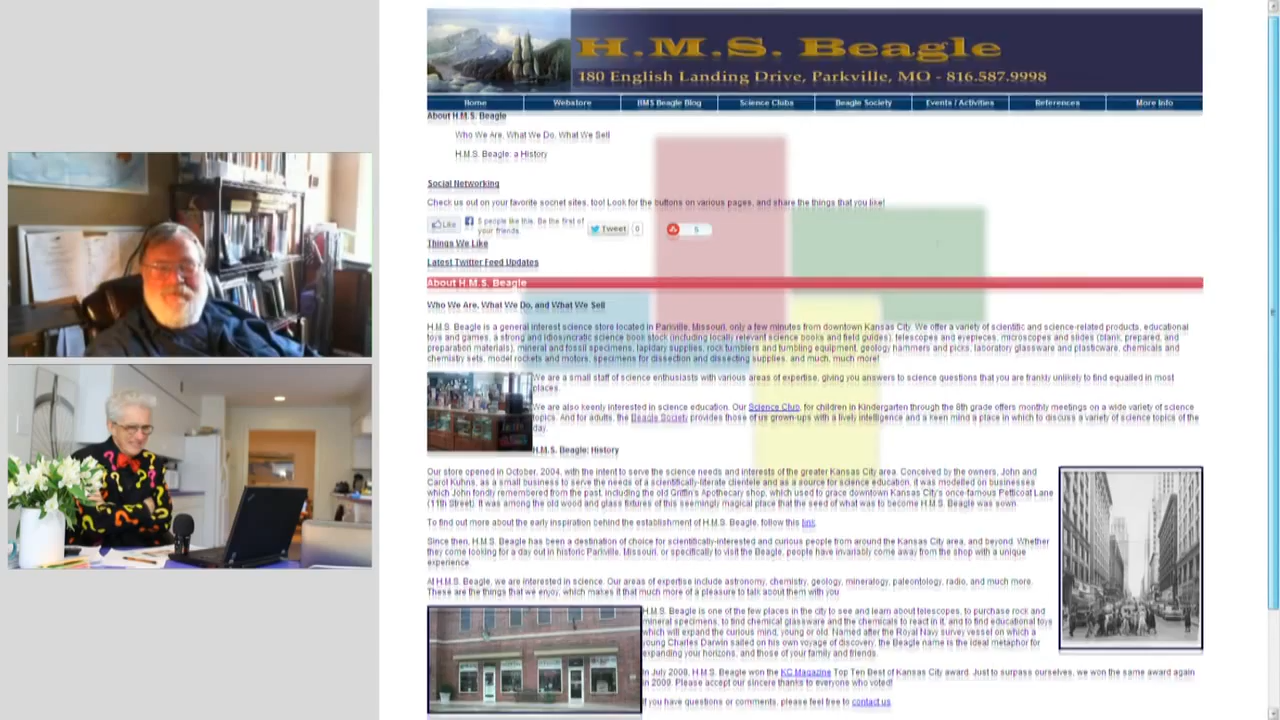 H.M.S. Beagle
180 English Landing Drive, Parkville, MO - 816.587.9998
Home Webstore HMS Beagle Blog Science Clubs Beagle Society Events / Activities References More Info
About H.M.S. Beagle
Who We Are, What We Do, What We Sell
H.M.S. Beagle: a History
Social Networking
Check us out on your favorite socnet sites, too! Look for the buttons on various pages, and share the things that you like!
Like 5 people like this. Be the first of
your friends.
Tweet 0 5
Things We Like
Latest Twitter Feed Updates
About H.M.S. Beagle
Who We Are, What We Do, and What We Sell
H.M.S. Beagle is a general interest science store located in Parkville, Missouri, only a few minutes from downtown Kansas City. We offer a variety of scientific and science-related products, educational
toys and games, a strong and idiosyncratic science book stock (including locally relevant science books and field guides), telescopes and eyepieces, microscopes and slides (blank, prepared, and
preparation materials), mineral and fossil specimens, lapidary supplies, rock tumblers and tumbling equipment, geology hammers and picks, laboratory glassware and plasticware, chemicals and
chemistry sets, model rockets and motors, specimens for dissection and dissecting supplies, and much, much more!
We are a small staff of science enthusiasts with various areas of expertise, giving you answers to science questions that you are frankly unlikely to find equalled in most
places.
We are also keenly interested in science education. Our Science Club, for children in Kindergarten through the 8th grade offers monthly meetings on a wide variety of science
topics. And for adults, the Beagle Society provides those of us grown-ups with a lively intelligence and a keen mind a place in which to discuss a variety of science topics of the
day.
H.M.S. Beagle: History
Our store opened in October, 2004, with the intent to serve the science needs and interests of the greater Kansas City area. Conceived by the owners, John and
Carol Kuhns, as a small business to serve the needs of a scientifically-literate clientele and as a source for science education, it was modelled on businesses
which John fondly remembered from the past, including the old Griffin's Apothecary shop, which used to grace downtown Kansas City's once-famous Petticoat Lane
(11th Street). It was among the old wood and glass fixtures of this seemingly magical place that the seed of what was to become H.M.S. Beagle was sown.
To find out more about the early inspiration behind the establishment of H.M.S. Beagle, follow this link.
Since then, H.M.S. Beagle has been a destination of choice for scientifically-interested and curious people from around the Kansas City area, and beyond. Whether
they come looking for a day out in historic Parkville, Missouri, or specifically to visit the Beagle, people have invariably come away from the shop with a unique
experience.
At H.M.S. Beagle, we are interested in science. Our areas of expertise include astronomy, chemistry, geology, mineralogy, paleontology, radio, and much more.
These are the things that we enjoy, which makes it that much more of a pleasure to talk about them with you
H.M.S. Beagle is one of the few places in the city to see and learn about telescopes, to purchase rock and
mineral specimens, to find chemical glassware and the chemicals to react in it, and to find educational toys
which will expand the curious mind, young or old. Named after the Royal Navy survey vessel on which a
young Charles Darwin sailed on his own voyage of discovery, the Beagle name is the ideal metaphor for
expanding your horizons, and those of your family and friends.
In July 2008, H.M.S. Beagle won the KC Magazine Top Ten Best of Kansas City award. Just to surpass ourselves, we won the same award again
in 2009. Please accept our sincere thanks to everyone who voted!
If you have questions or comments, please feel free to contact us